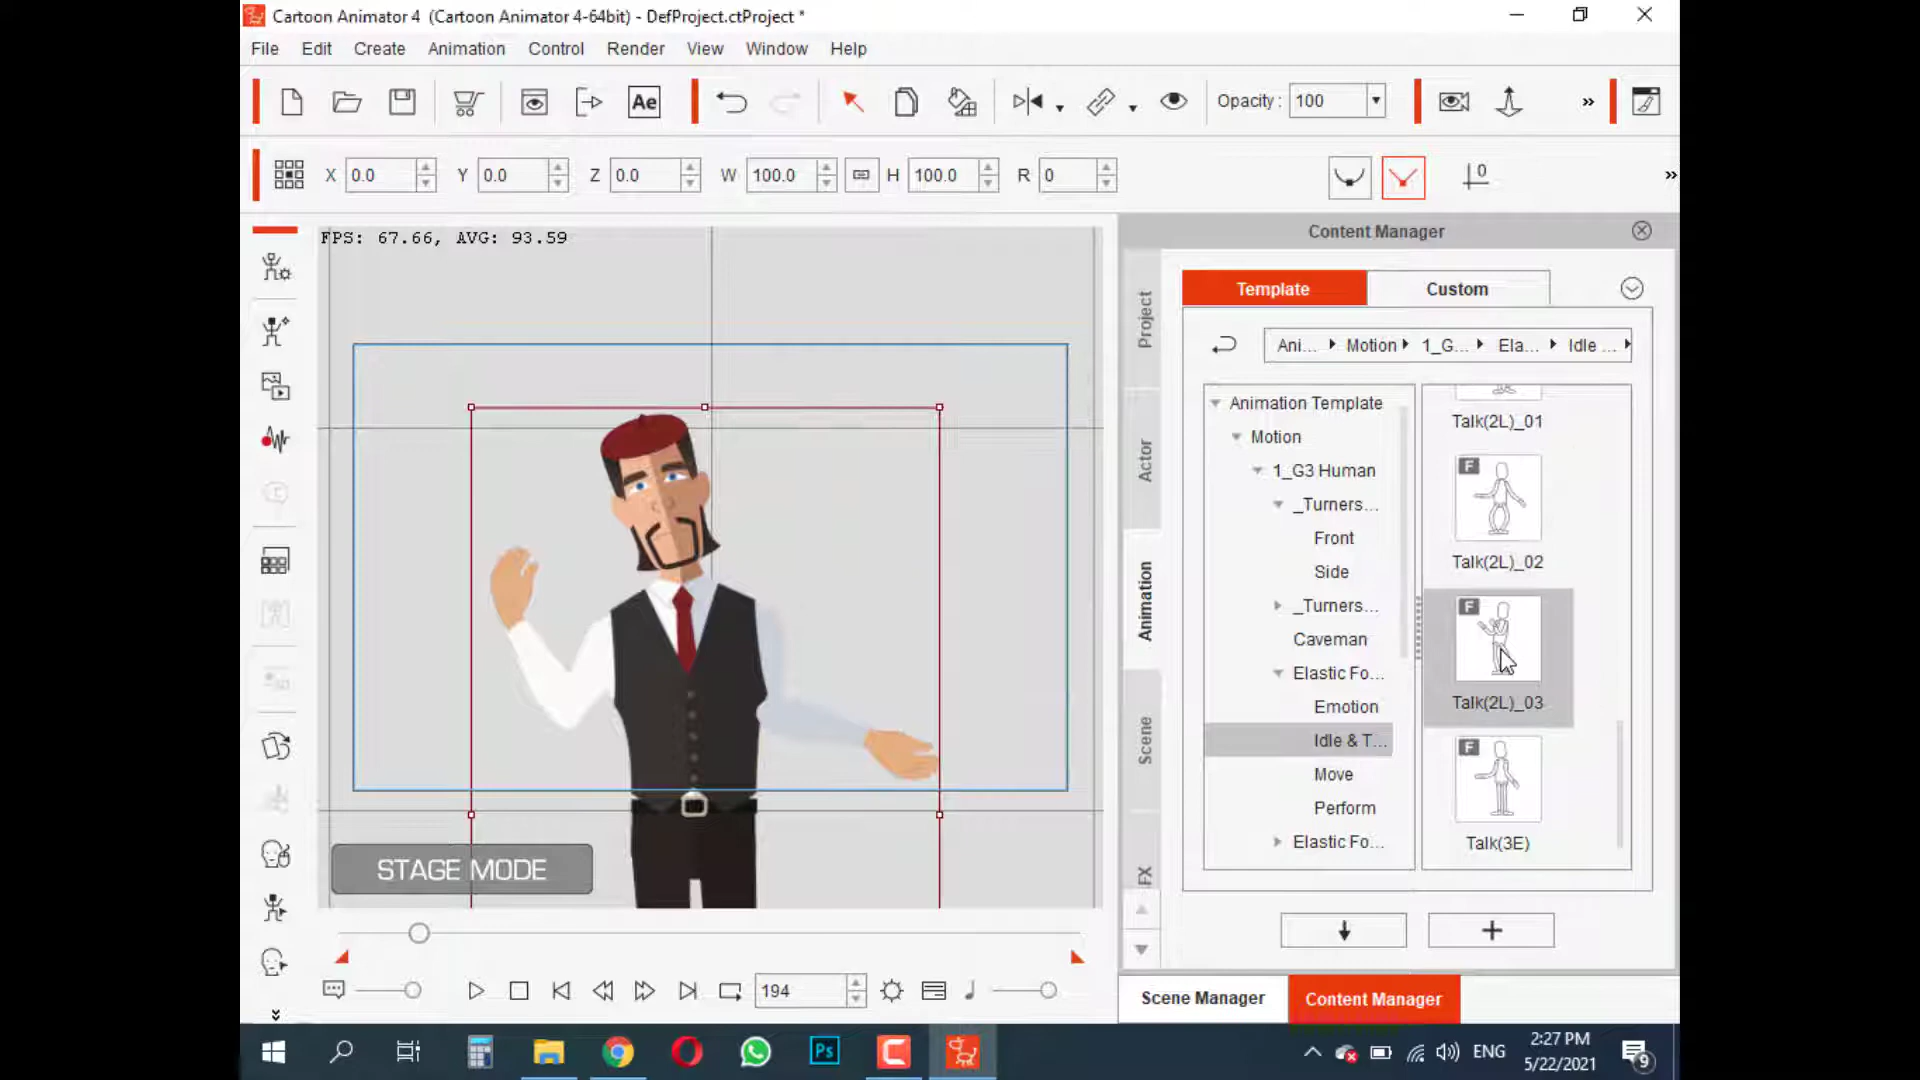 Cartoon Animator 4 (Cartoon Animator 4-64bit) - DefProject.ctProject *
File Edit Create Animation Control Render View Window Help
Ae
Opacity : 100
X 0.0 Y 0.0 Z 0.0 W 100.0 H 100.0 R 0
0
FPS: 67.66, AVG: 93.59
Content Manager
Template Custom
Ani... Motion 1_G... Ela... Idle ...
Project
Actor
Animation
Scene
FX
Animation Template
Motion
1_G3 Human
_Turners...
Front
Side
_Turners...
Caveman
Elastic Fo...
Emotion
Idle & T...
Move
Perform
Elastic Fo...
Talk(2L)_01
F
Talk(2L)_02
F
Talk(2L)_03
F
Talk(3E)
STAGE MODE
194
Scene Manager Content Manager
Ps
ENG
2:27 PM
5/22/2021
9